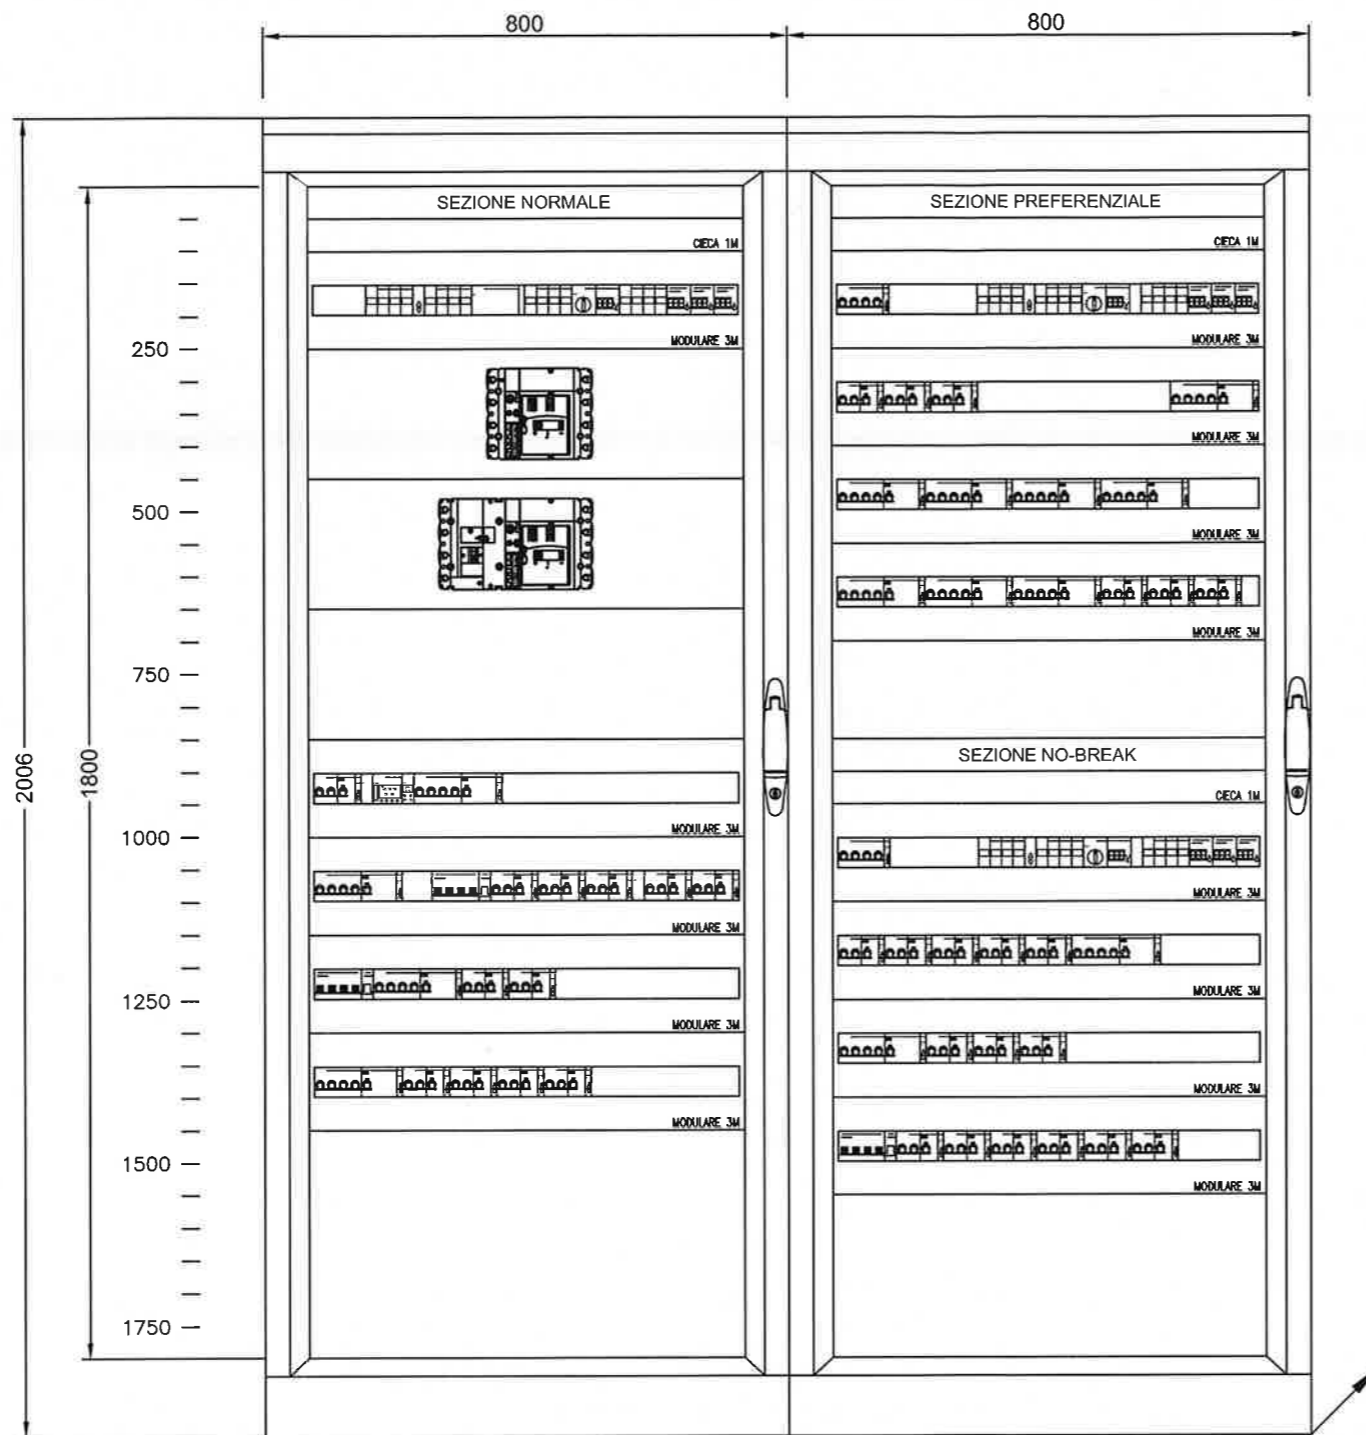 800 800
SEZIONE NORMALE
CIECA 1M
MODULARE 3M
MODULARE 3M
MODULARE 3M
MODULARE 3M
MODULARE 3M
SEZIONE PREFERENZIALE
CIECA 1M
MODULARE 3M
MODULARE 3M
MODULARE 3M
MODULARE 3M
SEZIONE NO-BREAK
CIECA 1M
MODULARE 3M
MODULARE 3M
MODULARE 3M
MODULARE 3M
250
500
750
1000
1250
1500
1750
2006
1800